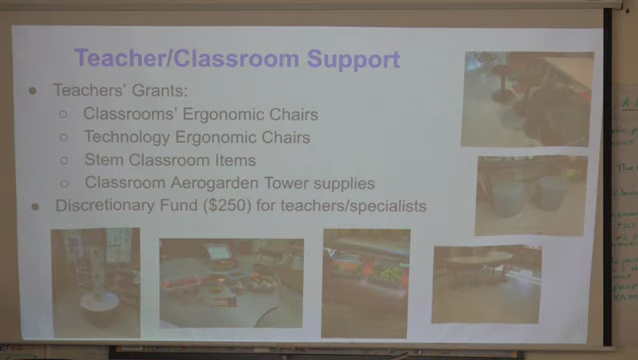 Teacher/Classroom Support
● Teachers' Grants:
○ Classrooms' Ergonomic Chairs
○ Technology Ergonomic Chairs
○ Stem Classroom Items
○ Classroom Aerogarden Tower supplies
● Discretionary Fund ($250) for teachers/specialists